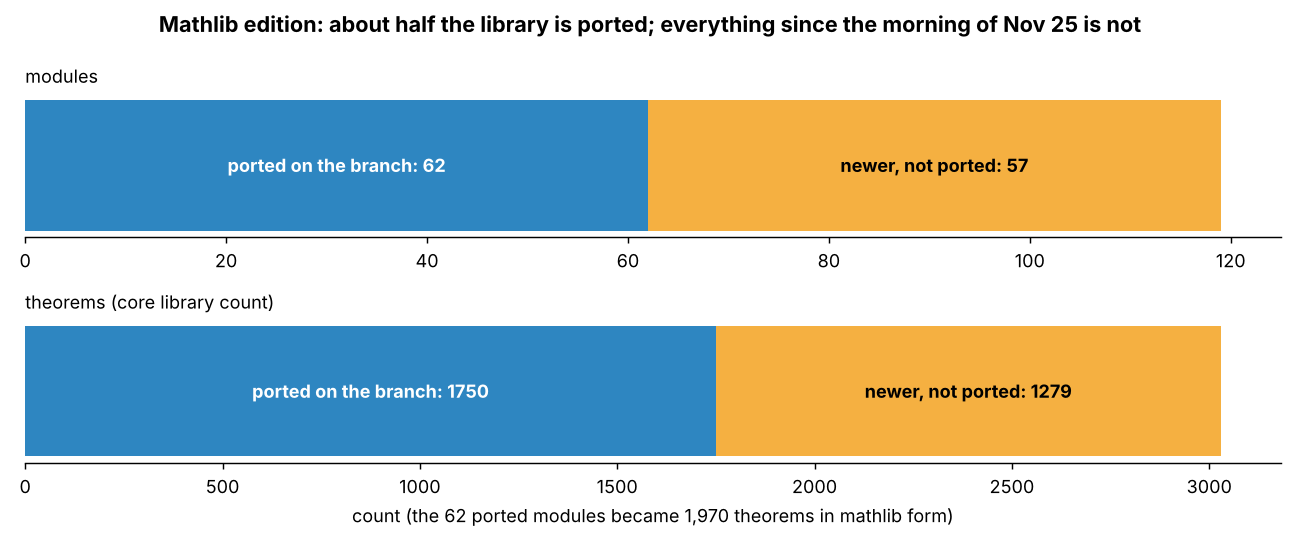 Mathlib edition: about half the library is ported; everything since the morning of Nov 25 is not
modules
ported on the branch: 62
newer, not ported: 57
0 20 40 60 80 100 120
theorems (core library count)
ported on the branch: 1750
newer, not ported: 1279
0 500 1000 1500 2000 2500 3000
count (the 62 ported modules became 1,970 theorems in mathlib form)